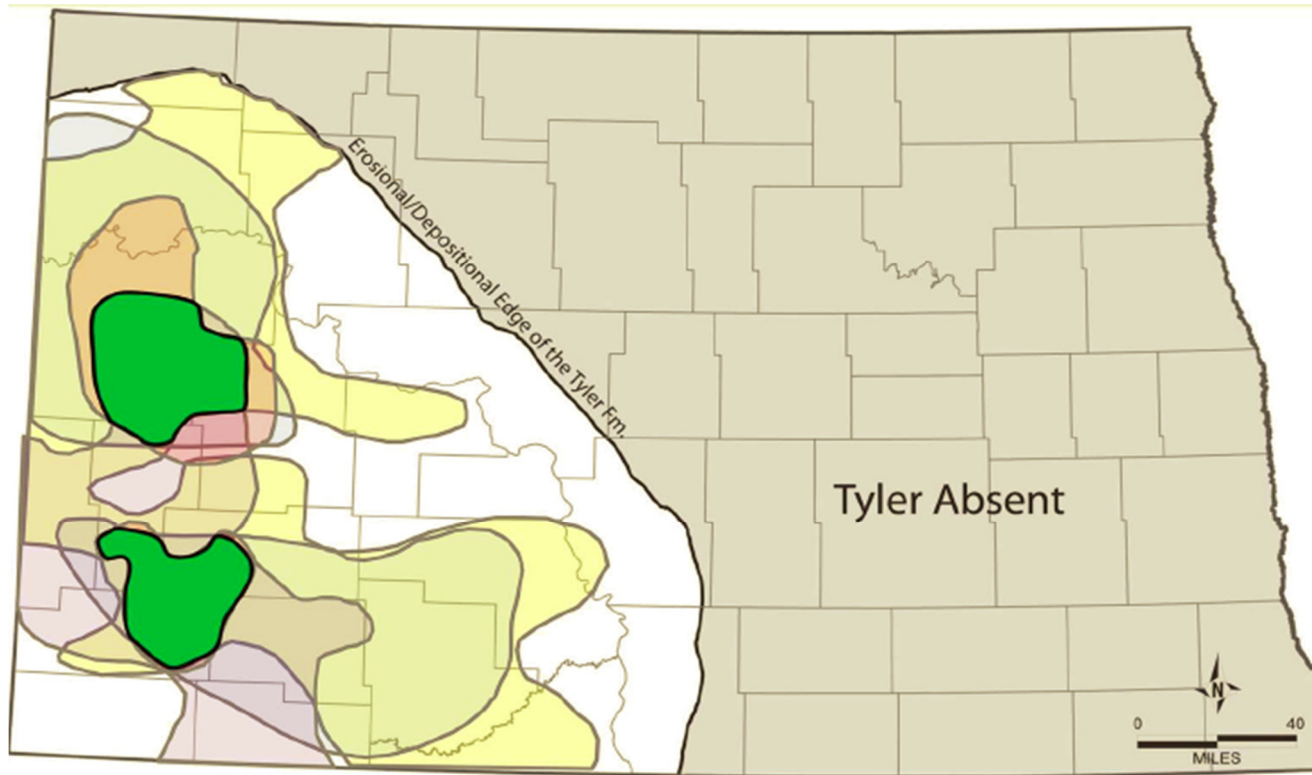 Erosional/Depositional Edge of the Tyler Fm.
Tyler Absent
N
0 40
MILES